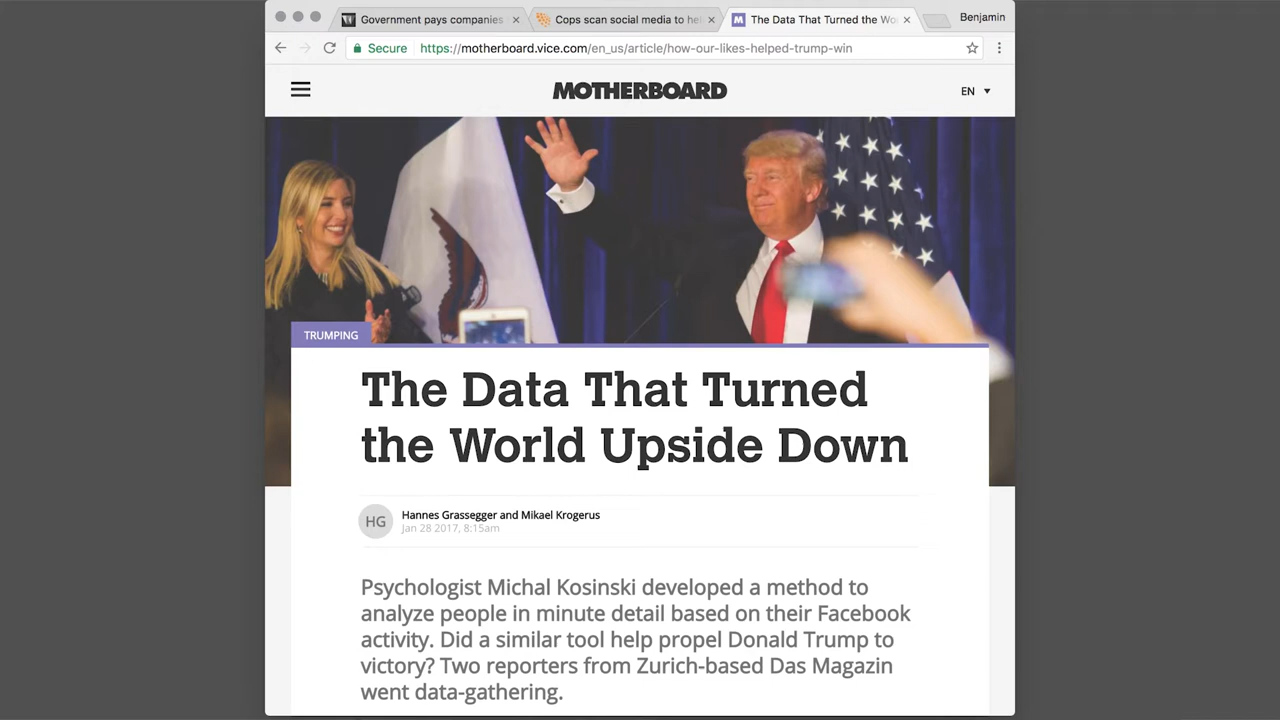 Government pays companies
Cops scan social media to hel
The Data That Turned the Wo
Benjamin
Secure
https://motherboard.vice.com/en_us/article/how-our-likes-helped-trump-win
MOTHERBOARD
EN
TRUMPING
The Data That Turned
the World Upside Down
HG
Hannes Grassegger and Mikael Krogerus
Jan 28 2017, 8:15am
Psychologist Michal Kosinski developed a method to
analyze people in minute detail based on their Facebook
activity. Did a similar tool help propel Donald Trump to
victory? Two reporters from Zurich-based Das Magazin
went data-gathering.